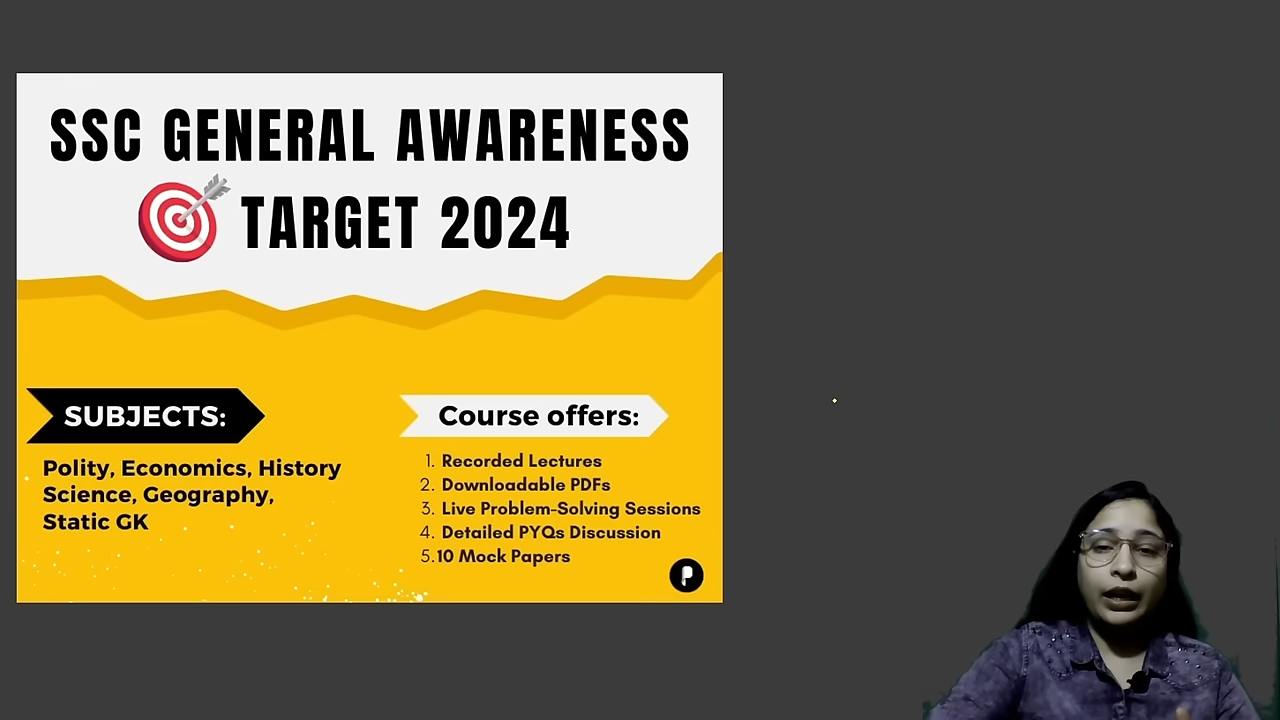 SSC GENERAL AWARENESS
TARGET 2024
SUBJECTS:
Polity, Economics, History
Science, Geography,
Static GK
Course offers:
1. Recorded Lectures
2. Downloadable PDFs
3. Live Problem-Solving Sessions
4. Detailed PYQs Discussion
5.10 Mock Papers